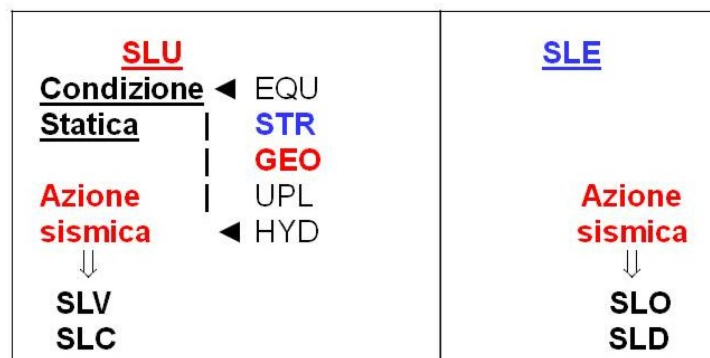 SLU
Condizione ◄ EQU
Statica | STR
| GEO
Azione | UPL
sismica ◄ HYD
⇓
SLV
SLC
SLE
Azione
sismica
⇓
SLO
SLD